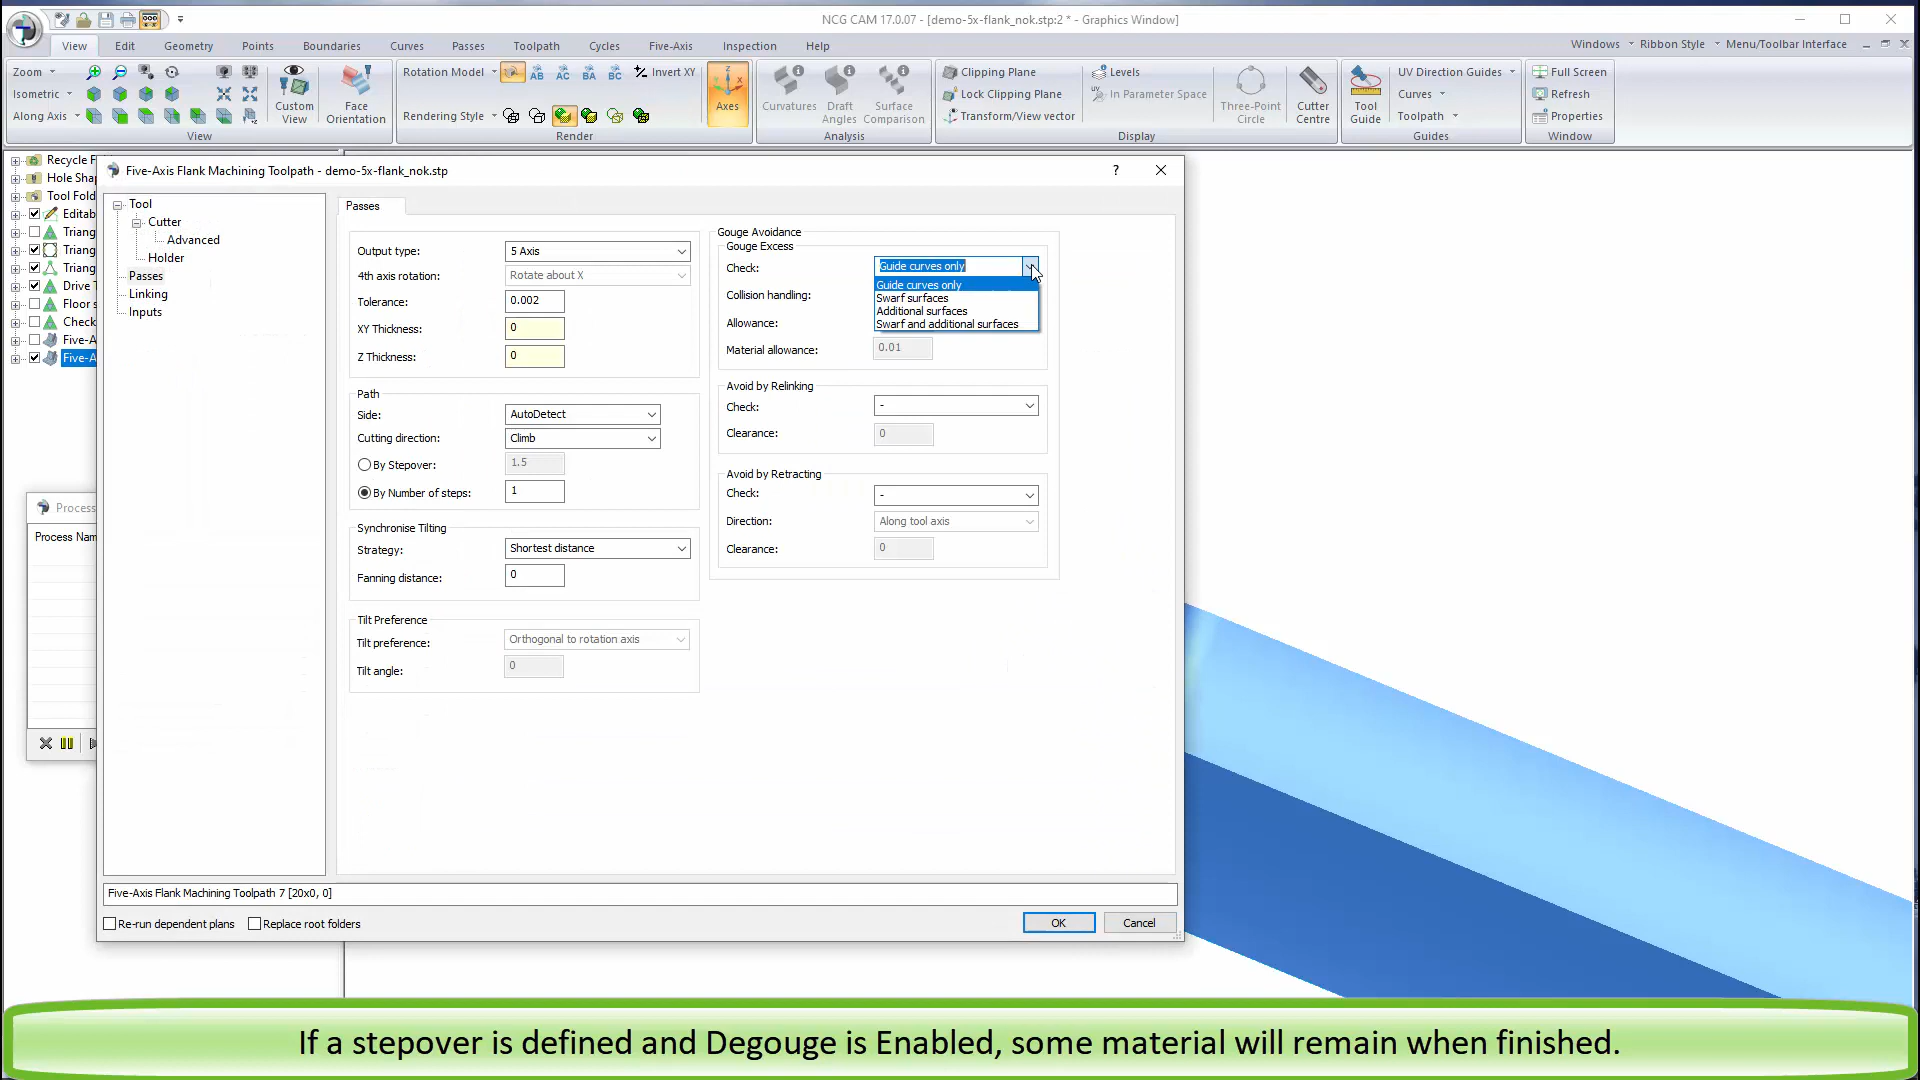 NCG CAM 17.0.07 - [demo-5x-flank_nok.stp:2 * - Graphics Window]
View Edit Geometry Points Boundaries Curves Passes Toolpath Cycles Five-Axis Inspection Help Windows Ribbon Style Menu/Toolbar Interface
Zoom
Isometric
Along Axis
Custom View
Face Orientation
View
Rotation Model AB AC BA BC Invert XY
Rendering Style
Render
Axes
Curvatures
Draft Angles
Surface Comparison
Analysis
Clipping Plane
Lock Clipping Plane
Transform/View vector
Levels
UV In Parameter Space
Three-Point Circle
Cutter Centre
Display
Tool Guide
UV Direction Guides
Curves
Toolpath
Guides
Full Screen
Refresh
Properties
Window
Recycle F
Hole Shap
Tool Fold
Editab
Triang
Triang
Triang
Drive T
Floor s
Check
Five-A
Five-A
Process
Process Nam
Five-Axis Flank Machining Toolpath - demo-5x-flank_nok.stp
?
Tool
Cutter
Advanced
Holder
Passes
Linking
Inputs
Passes
Output type: 5 Axis
4th axis rotation: Rotate about X
Tolerance: 0.002
XY Thickness: 0
Z Thickness: 0
Path
Side: AutoDetect
Cutting direction: Climb
By Stepover: 1.5
By Number of steps: 1
Synchronise Tilting
Strategy: Shortest distance
Fanning distance: 0
Tilt Preference
Tilt preference: Orthogonal to rotation axis
Tilt angle: 0
Gouge Avoidance
Gouge Excess
Check: Guide curves only
Guide curves only
Swarf surfaces
Additional surfaces
Swarf and additional surfaces
Collision handling:
Allowance:
Material allowance: 0.01
Avoid by Relinking
Check: -
Clearance: 0
Avoid by Retracting
Check: -
Direction: Along tool axis
Clearance: 0
Five-Axis Flank Machining Toolpath 7 [20x0, 0]
Re-run dependent plans Replace root folders OK Cancel
If a stepover is defined and Degouge is Enabled, some material will remain when finished.